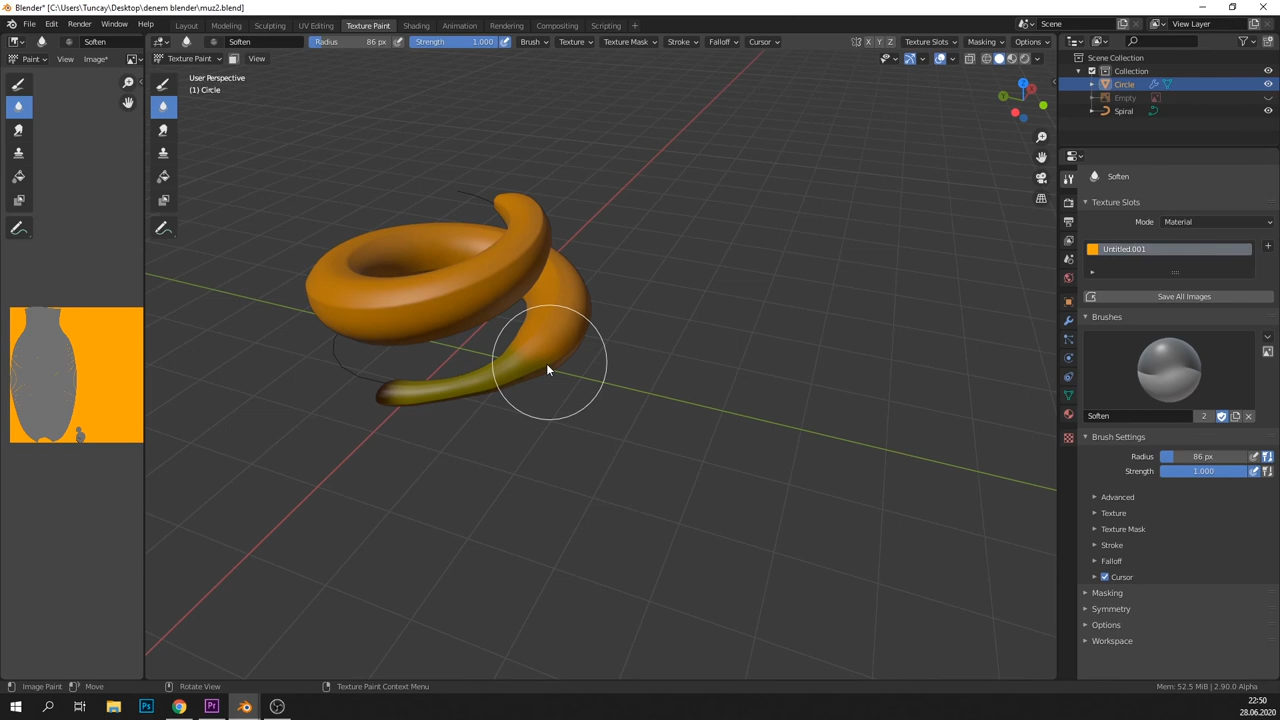 Blender* [C:\Users\Tuncay\Desktop\denem blender\muz2.blend]
File Edit Render Window Help
Layout Modeling Sculpting UV Editing Texture Paint Shading Animation Rendering Compositing Scripting
Scene View Layer
Soften Soften Radius 86 px Strength 1.000 Brush Texture Texture Mask Stroke Falloff Cursor X Y Z Texture Slots Masking Options
Paint View Image* Texture Paint View
User Perspective
(1) Circle
Scene Collection
Collection
Circle
Empty
Spiral
Soften
Texture Slots
Mode Material
Untitled.001
Save All Images
Brushes
Soften 2
Brush Settings
Radius 86 px
Strength 1.000
Advanced
Texture
Texture Mask
Stroke
Falloff
Cursor
Masking
Symmetry
Options
Workspace
Z
Y
X
Image Paint Move Rotate View Texture Paint Context Menu Mem: 52.5 MiB | 2.90.0 Alpha
Ps Pr
22:50
28.06.2020